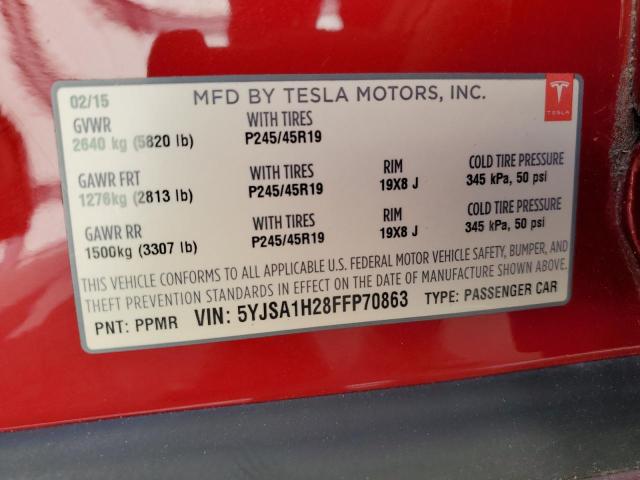 02/15 MFD BY TESLA MOTORS, INC.
TESLA
GVWR WITH TIRES
2640 kg (5820 lb) P245/45R19
GAWR FRT WITH TIRES RIM COLD TIRE PRESSURE
1276kg (2813 lb) P245/45R19 19X8 J 345 kPa, 50 psi
GAWR RR WITH TIRES RIM COLD TIRE PRESSURE
1500kg (3307 lb) P245/45R19 19X8 J 345 kPa, 50 psi
THIS VEHICLE CONFORMS TO ALL APPLICABLE U.S. FEDERAL MOTOR VEHICLE SAFETY, BUMPER, AND
THEFT PREVENTION STANDARDS IN EFFECT ON THE DATE OF MANUFACTURE SHOWN ABOVE.
PNT: PPMR VIN: 5YJSA1H28FFP70863 TYPE: PASSENGER CAR